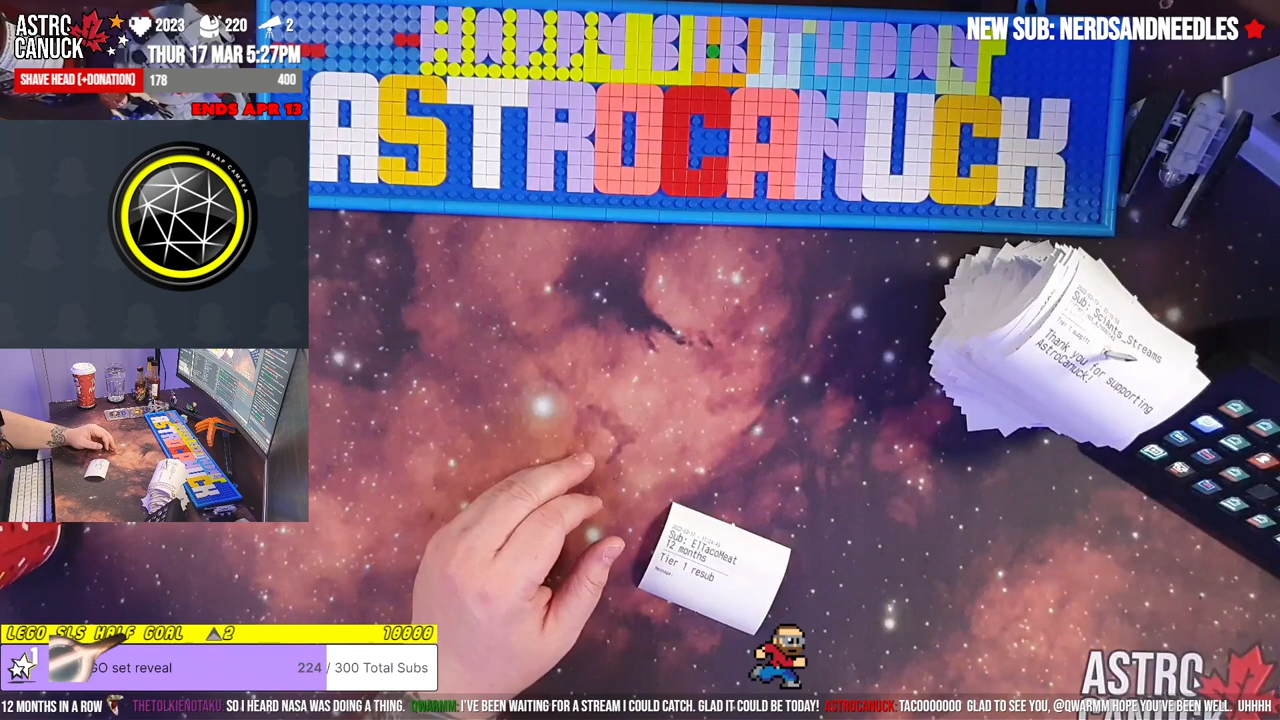 ASTRO
CANUCK
2023 220 2
THUR 17 MAR 5:27PM
SHAVE HEAD (+DONATION) 178 400
ENDS APR 13
NEW SUB: NERDSANDNEEDLES
HAPPY BIRTHDAY
ASTROCANUCK
SNAP CAMERA
ASTROCANUCK
Sub: SciAnts_Streams
Thank you for supporting
AstroCanuck!
Sub: ElTacoMeat
12 months
Tier 1 resub
Message:
LEGO SLS HALF GOAL 2 10000
1 GO set reveal 224 / 300 Total Subs
ASTRO
CANUCK
12 MONTHS IN A ROW THETOLKIENOTAKU: SO I HEARD NASA WAS DOING A THING. QWARMM: I'VE BEEN WAITING FOR A STREAM I COULD CATCH. GLAD IT COULD BE TODAY! ASTROCANUCK: TACOOOOOOO GLAD TO SEE YOU, @QWARMM HOPE YOU'VE BEEN WELL. UHHHH